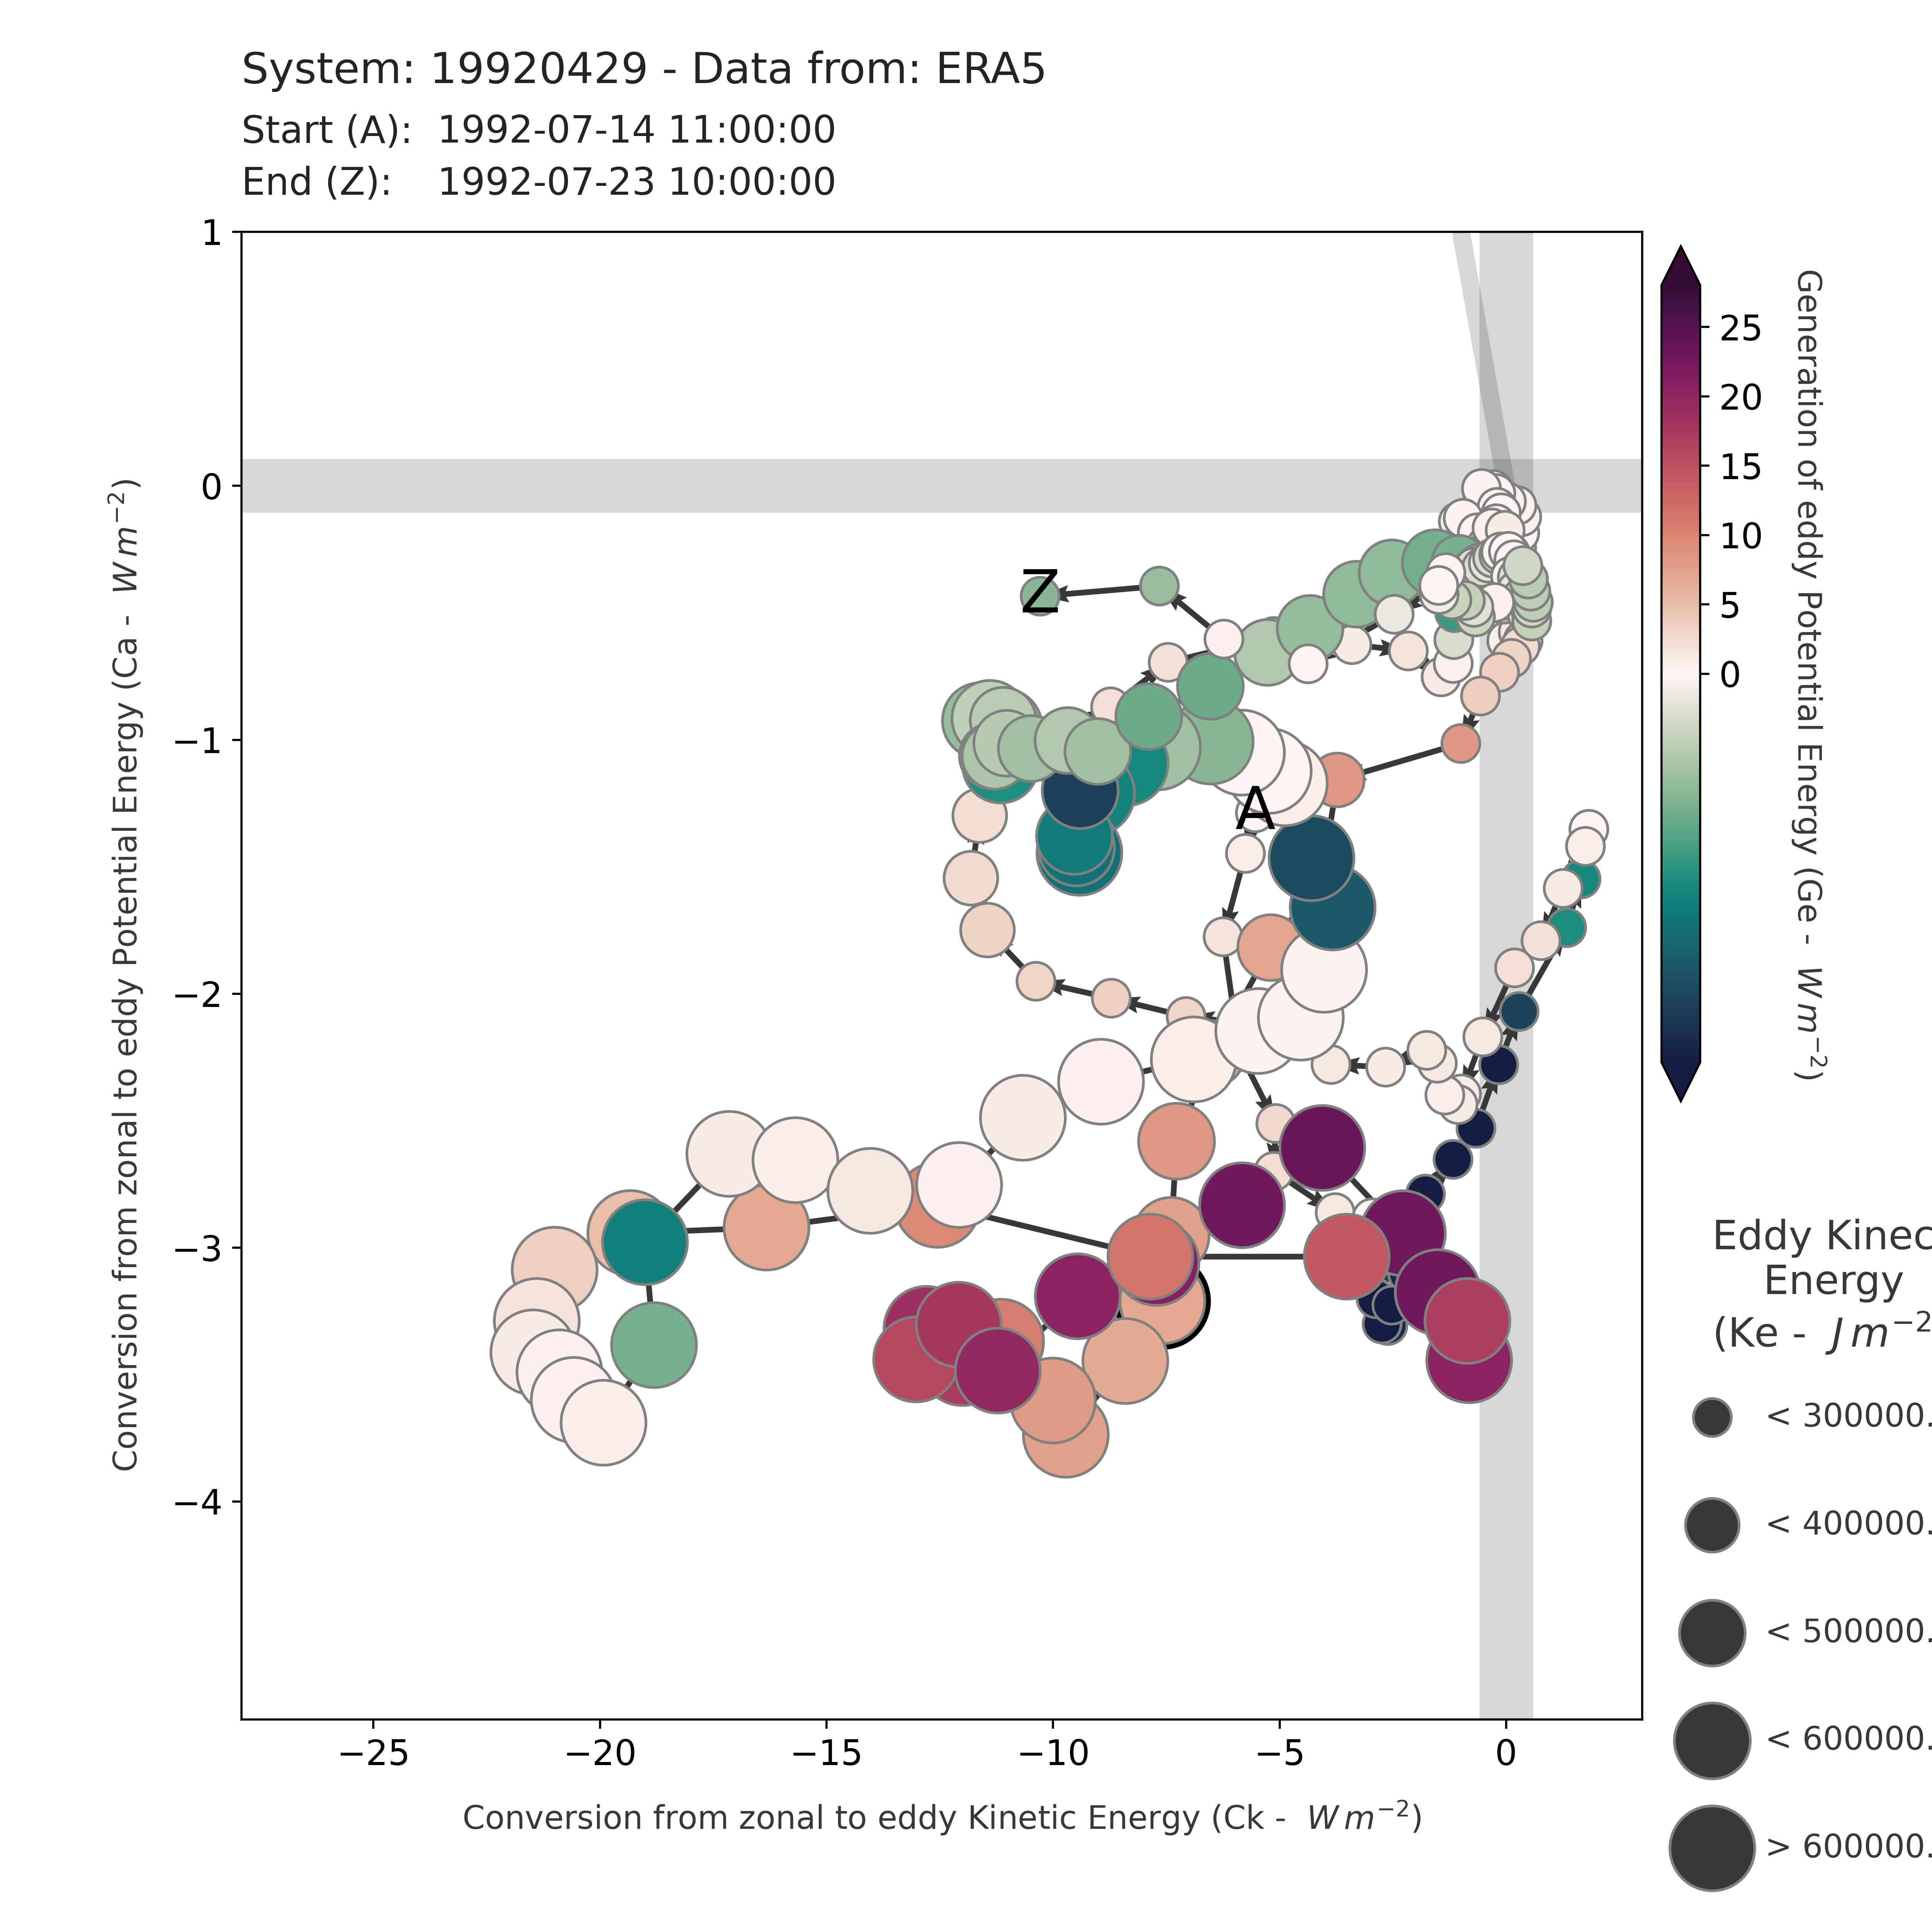 System: 19920429 - Data from: ERA5
Start (A): 1992-07-14 11:00:00
End (Z): 1992-07-23 10:00:00
1
0
−1
−2
−3
−4
Conversion from zonal to eddy Potential Energy (Ca - W m⁻²)
−25
−20
−15
−10
−5
0
Conversion from zonal to eddy Kinetic Energy (Ck - W m⁻²)
A
Z
25
20
15
10
5
0
Generation of eddy Potential Energy (Ge - W m⁻²)
Eddy Kinec
Energy
(Ke - J m⁻²
< 300000.
< 400000.
< 500000.
< 600000.
> 600000.